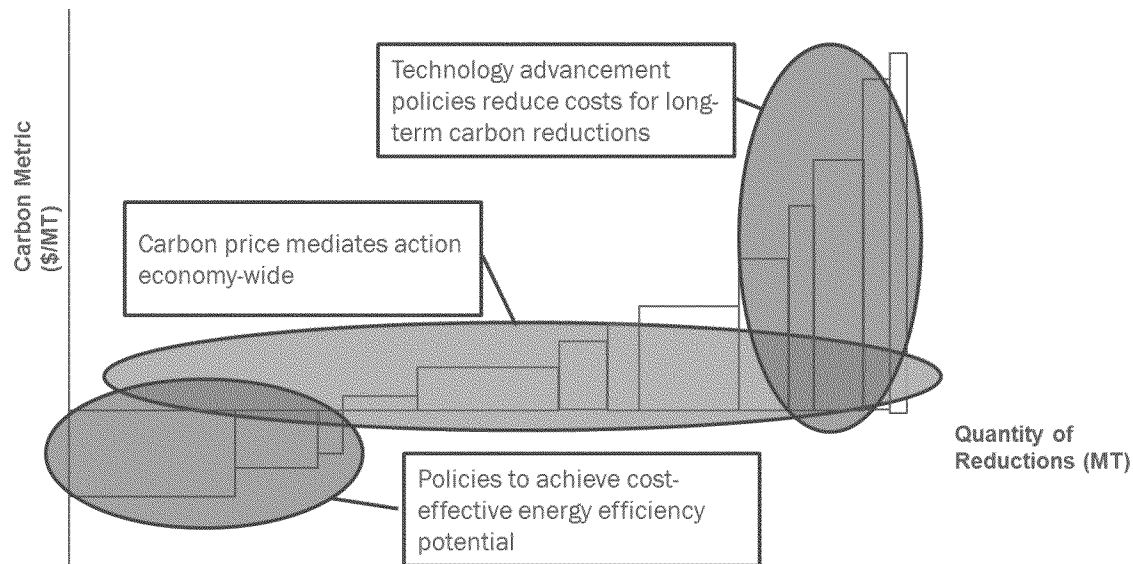 Technology advancement
policies reduce costs for long-
term carbon reductions
Carbon Metric
($/MT)
Carbon price mediates action
economy-wide
Quantity of
Reductions (MT)
Policies to achieve cost-
effective energy efficiency
potential